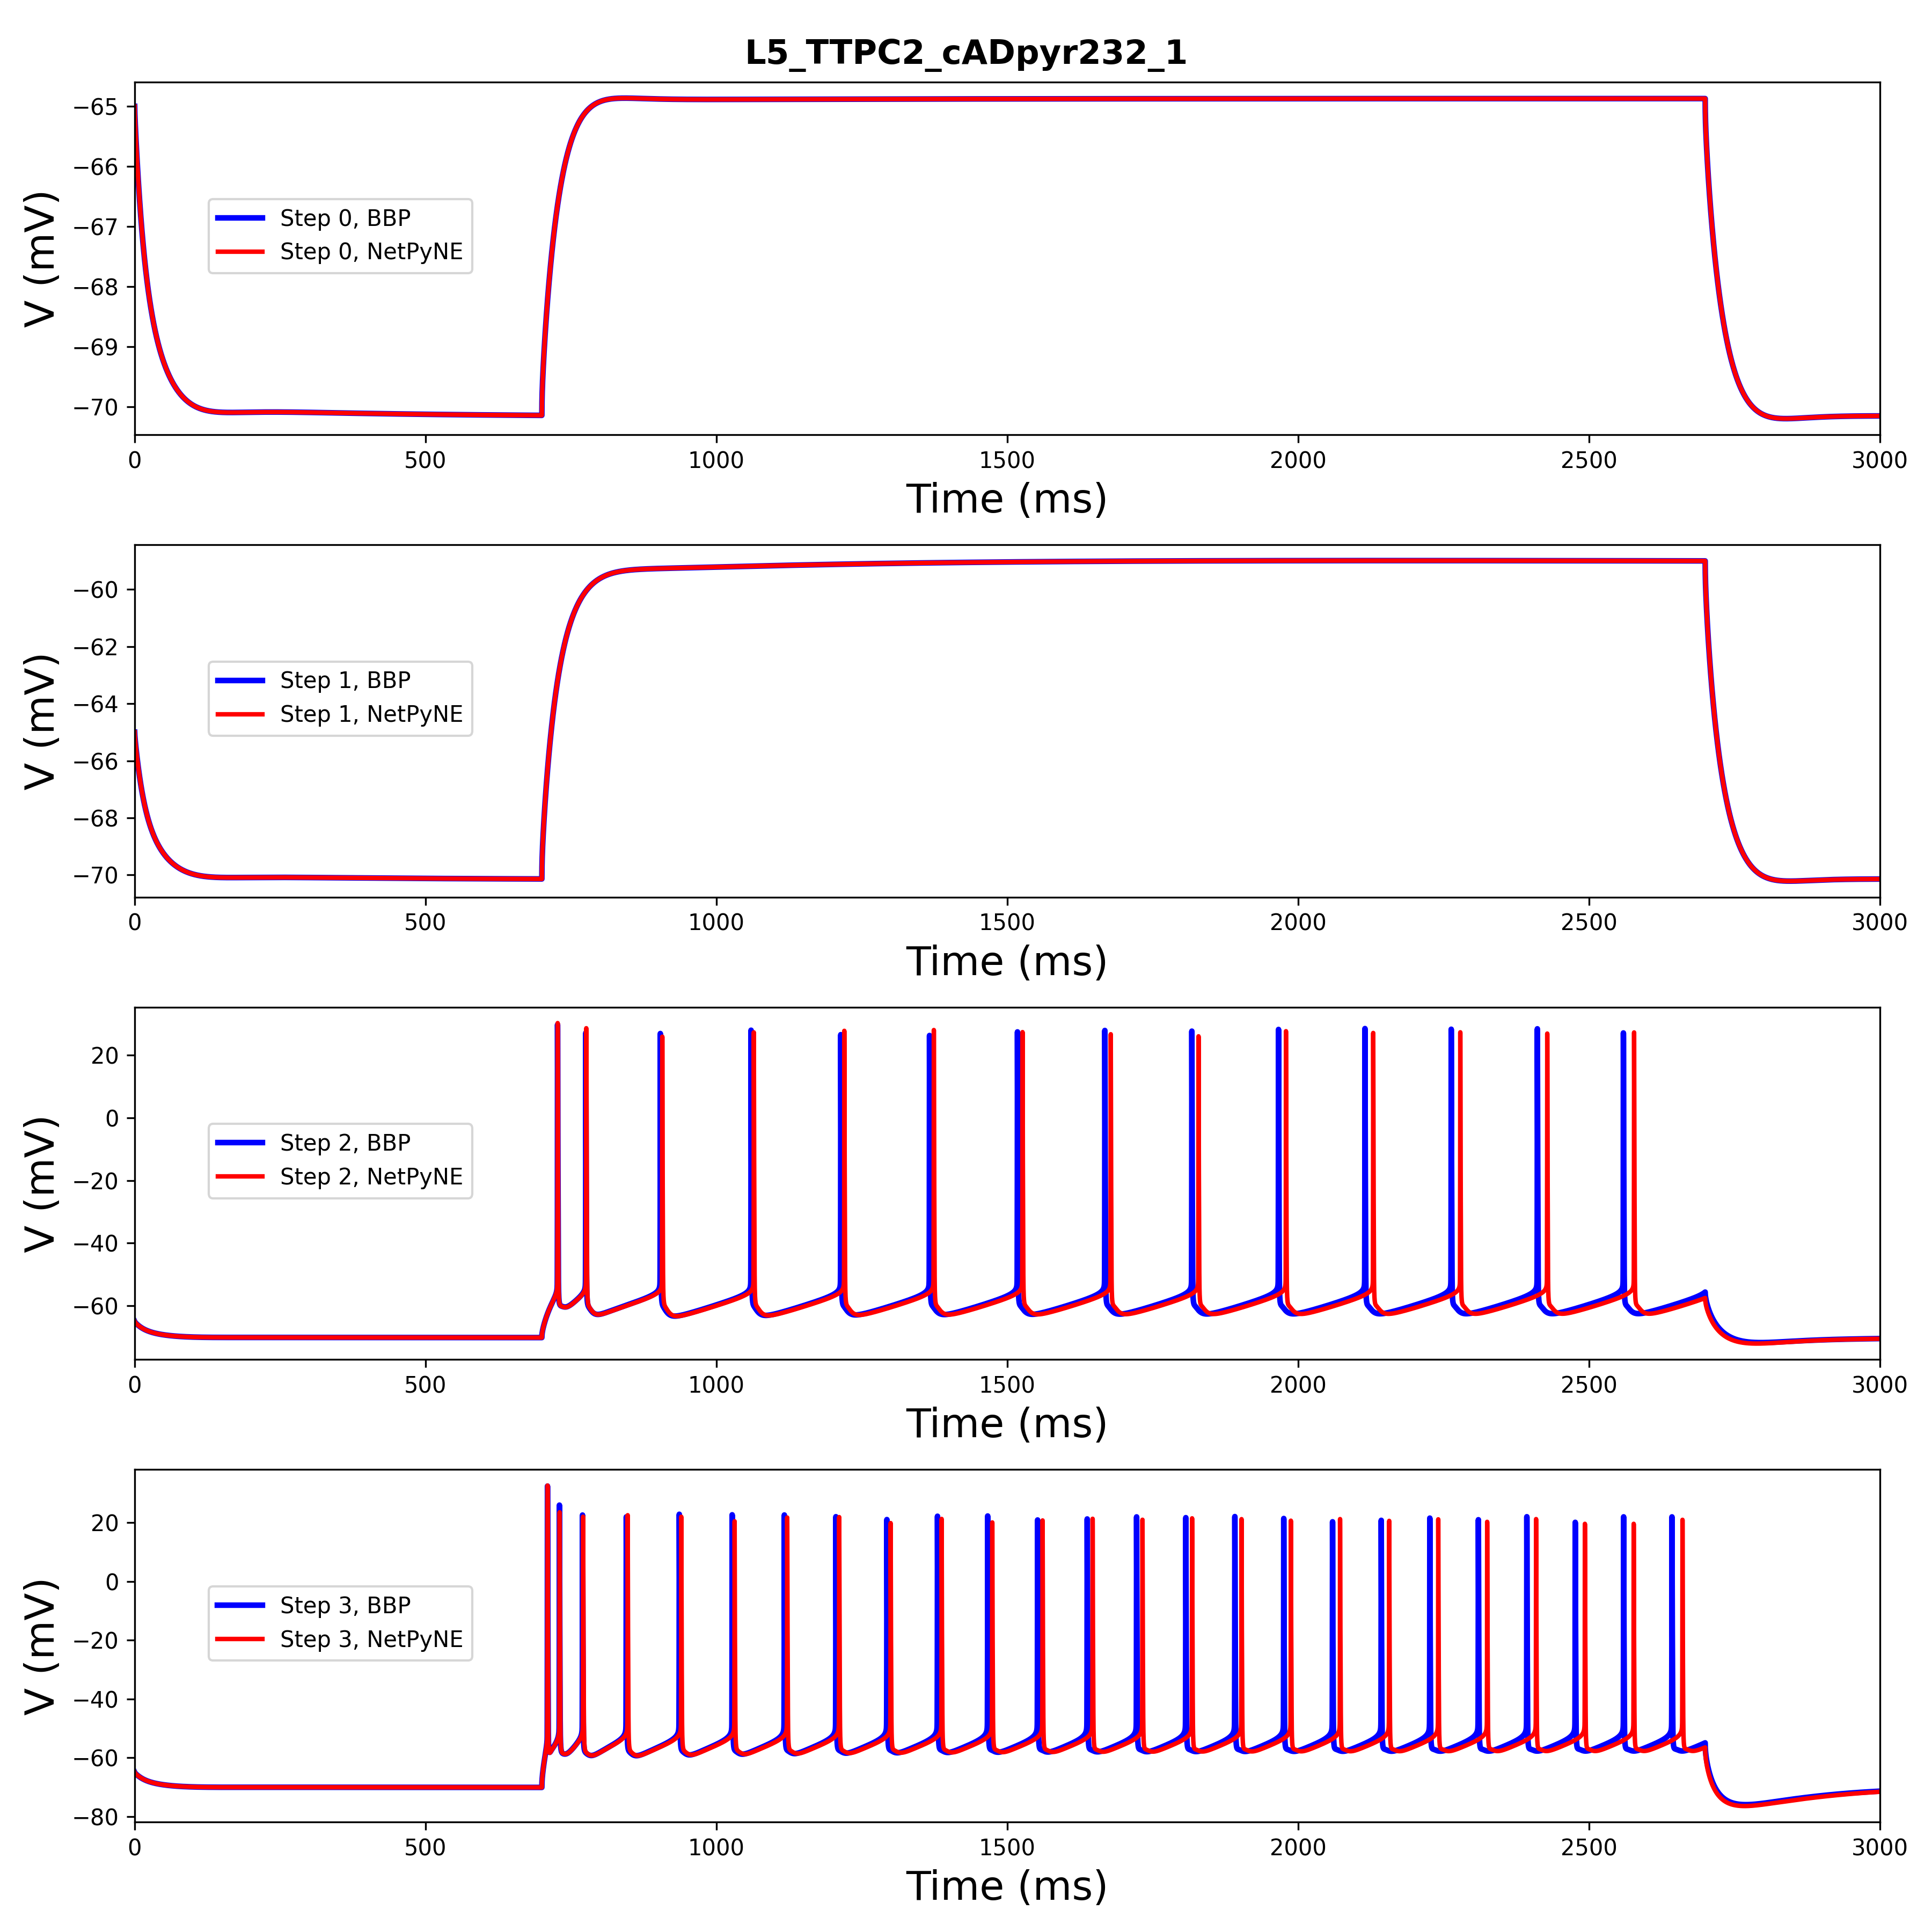 L5_TTPC2_cADpyr232_1
−65
−66
−67
−68
−69
−70
V (mV)
Step 0, BBP
Step 0, NetPyNE
0 500 1000 1500 2000 2500 3000
Time (ms)
−60
−62
−64
−66
−68
−70
V (mV)
Step 1, BBP
Step 1, NetPyNE
0 500 1000 1500 2000 2500 3000
Time (ms)
20
0
−20
−40
−60
V (mV)
Step 2, BBP
Step 2, NetPyNE
0 500 1000 1500 2000 2500 3000
Time (ms)
20
0
−20
−40
−60
−80
V (mV)
Step 3, BBP
Step 3, NetPyNE
0 500 1000 1500 2000 2500 3000
Time (ms)